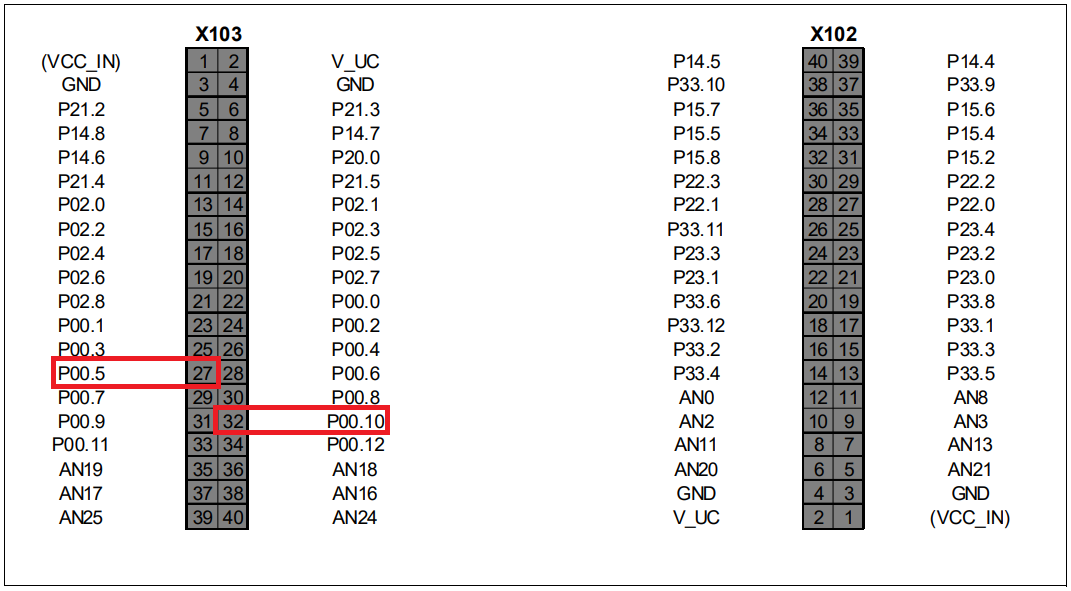 X103 X102
(VCC_IN) 1 2 V_UC P14.5 40 39 P14.4
GND 3 4 GND P33.10 38 37 P33.9
P21.2 5 6 P21.3 P15.7 36 35 P15.6
P14.8 7 8 P14.7 P15.5 34 33 P15.4
P14.6 9 10 P20.0 P15.8 32 31 P15.2
P21.4 11 12 P21.5 P22.3 30 29 P22.2
P02.0 13 14 P02.1 P22.1 28 27 P22.0
P02.2 15 16 P02.3 P33.11 26 25 P23.4
P02.4 17 18 P02.5 P23.3 24 23 P23.2
P02.6 19 20 P02.7 P23.1 22 21 P23.0
P02.8 21 22 P00.0 P33.6 20 19 P33.8
P00.1 23 24 P00.2 P33.12 18 17 P33.1
P00.3 25 26 P00.4 P33.2 16 15 P33.3
P00.5 27 28 P00.6 P33.4 14 13 P33.5
P00.7 29 30 P00.8 AN0 12 11 AN8
P00.9 31 32 P00.10 AN2 10 9 AN3
P00.11 33 34 P00.12 AN11 8 7 AN13
AN19 35 36 AN18 AN20 6 5 AN21
AN17 37 38 AN16 GND 4 3 GND
AN25 39 40 AN24 V_UC 2 1 (VCC_IN)